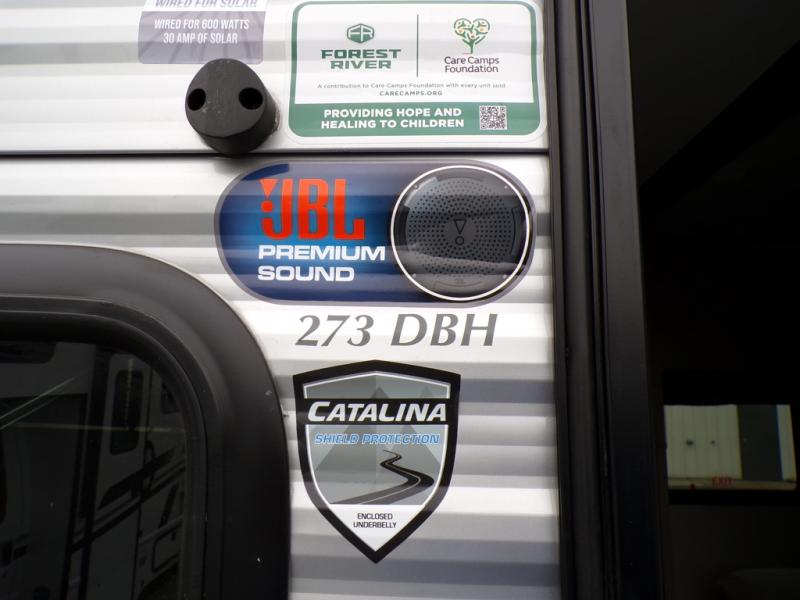 WIRED FOR SOLAR
WIRED FOR 600 WATTS
30 AMP OF SOLAR
FR
FOREST
RIVER
Care Camps
Foundation
A contribution to Care Camps Foundation with every unit sold
CARECAMPS.ORG
PROVIDING HOPE AND
HEALING TO CHILDREN
JBL
PREMIUM
SOUND
273 DBH
CATALINA
SHIELD PROTECTION
ENCLOSED
UNDERBELLY
EXIT